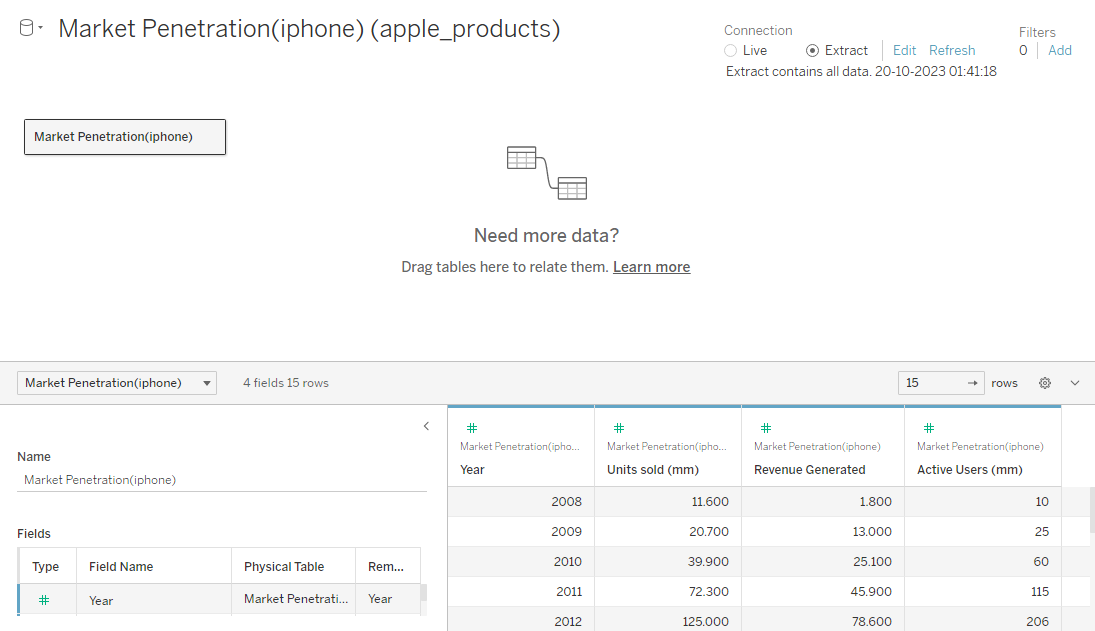 Market Penetration(iphone) (apple_products)
Connection
Live Extract Edit Refresh
Extract contains all data. 20-10-2023 01:41:18
Filters
0 Add
Market Penetration(iphone)
Need more data?
Drag tables here to relate them. Learn more
Market Penetration(iphone) 4 fields 15 rows 15 → rows
Name
Market Penetration(iphone)
Fields
Type Field Name Physical Table Rem...
# Year Market Penetrati... Year
# # # #
Market Penetration(ipho... Market Penetration(ipho... Market Penetration(iphone) Market Penetration(iphone)
Year Units sold (mm) Revenue Generated Active Users (mm)
2008 11.600 1.800 10
2009 20.700 13.000 25
2010 39.900 25.100 60
2011 72.300 45.900 115
2012 125.000 78.600 206